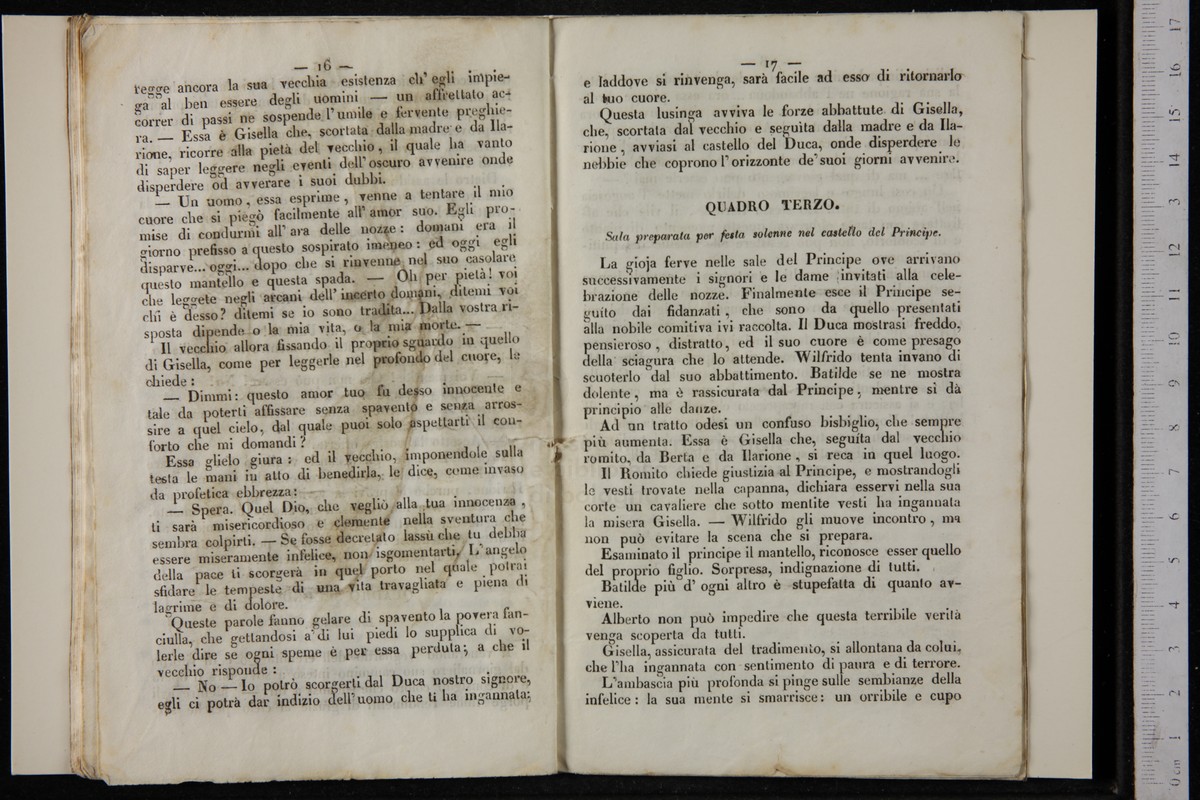 — 16 —
regge ancora la sua vecchia esistenza ch' egli impie-
ga al ben essere degli uomini — un affrettato ac-
correr di passi ne sospende l'umile e fervente preghie-
ra. — Essa è Gisella che, scortata dalla madre e da Ila-
rione, ricorre alla pietà del vecchio, il quale ha vanto
di saper leggere negli eventi dell'oscuro avvenire onde
disperdere od avverare i suoi dubbi.
— Un uomo, essa esprime, venne a tentare il mio
cuore che si piegò facilmente all' amor suo. Egli pro-
mise di condurmi all' ara delle nozze: domani era il
giorno prefisso a questo sospirato imeneo: ed oggi egli
disparve... oggi... dopo che si rinvenne nel suo casolare
questo mantello e questa spada. — Oh per pietà! voi
che leggete negli arcani dell' incerto domani, ditemi voi
chi è desso? ditemi se io sono tradita... Dalla vostra ri-
sposta dipende o la mia vita, o la mia morte. —
Il vecchio allora fissando il proprio sguardo in quello
di Gisella, come per leggerle nel profondo del cuore, le
chiede:
— Dimmi: questo amor tuo fu desso innocente e
tale da poterti affissare senza spavento e senza arros-
sire a quel cielo, dal quale puoi solo aspettarti il con-
forto che mi domandi?
Essa glielo giura: ed il vecchio, imponendole sulla
testa le mani in atto di benedirla, le dice, come invaso
da profetica ebbrezza:
— Spera. Quel Dio, che vegliò alla tua innocenza,
ti sarà misericordioso e clemente nella sventura che
sembra colpirti. — Se fosse decretato lassù che tu debba
essere miseramente infelice, non isgomentarti. L'angelo
della pace ti scorgerà in quel porto nel quale potrai
sfidare le tempeste di una vita travagliata e piena di
lagrime e di dolore.
Queste parole fanno gelare di spavento la povera fan-
ciulla, che gettandosi a' di lui piedi lo supplica di vo-
lerle dire se ogni speme è per essa perduta; a che il
vecchio risponde:
— No — Io potrò scorgerti dal Duca nostro signore,
egli ci potrà dar indizio dell'uomo che ti ha ingannata;
— 17 —
e laddove si rinvenga, sarà facile ad esso di ritornarlo
al tuo cuore.
Questa lusinga avviva le forze abbattute di Gisella,
che, scortata dal vecchio e seguita dalla madre e da Ila-
rione, avviasi al castello del Duca, onde disperdere le
nebbie che coprono l'orizzonte de' suoi giorni avvenire.
QUADRO TERZO.
Sala preparata per festa solenne nel castello del Principe.
La gioja ferve nelle sale del Principe ove arrivano
successivamente i signori e le dame invitati alla cele-
brazione delle nozze. Finalmente esce il Principe se-
guito dai fidanzati, che sono da quello presentati
alla nobile comitiva ivi raccolta. Il Duca mostrasi freddo,
pensieroso, distratto, ed il suo cuore è come presago
della sciagura che lo attende. Wilfrido tenta invano di
scuoterlo dal suo abbattimento. Batilde se ne mostra
dolente, ma è rassicurata dal Principe, mentre si dà
principio alle danze.
Ad un tratto odesi un confuso bisbiglio, che sempre
più aumenta. Essa è Gisella che, seguita dal vecchio
romito, da Berta e da Ilarione, si reca in quel luogo.
Il Romito chiede giustizia al Principe, e mostrandogli
le vesti trovate nella capanna, dichiara esservi nella sua
corte un cavaliere che sotto mentite vesti ha ingannata
la misera Gisella. — Wilfrido gli muove incontro, ma
non può evitare la scena che si prepara.
Esaminato il principe il mantello, riconosce esser quello
del proprio figlio. Sorpresa, indignazione di tutti.
Batilde più d' ogni altro è stupefatta di quanto av-
viene.
Alberto non può impedire che questa terribile verità
venga scoperta da tutti.
Gisella, assicurata del tradimento, si allontana da colui,
che l'ha ingannata con sentimento di paura e di terrore.
L'ambascia più profonda si pinge sulle sembianze della
infelice: la sua mente si smarrisce: un orribile e cupo
17 16 15 14 13 12 11 10 9 8 7 6 5 4 3 2 1 0 cm